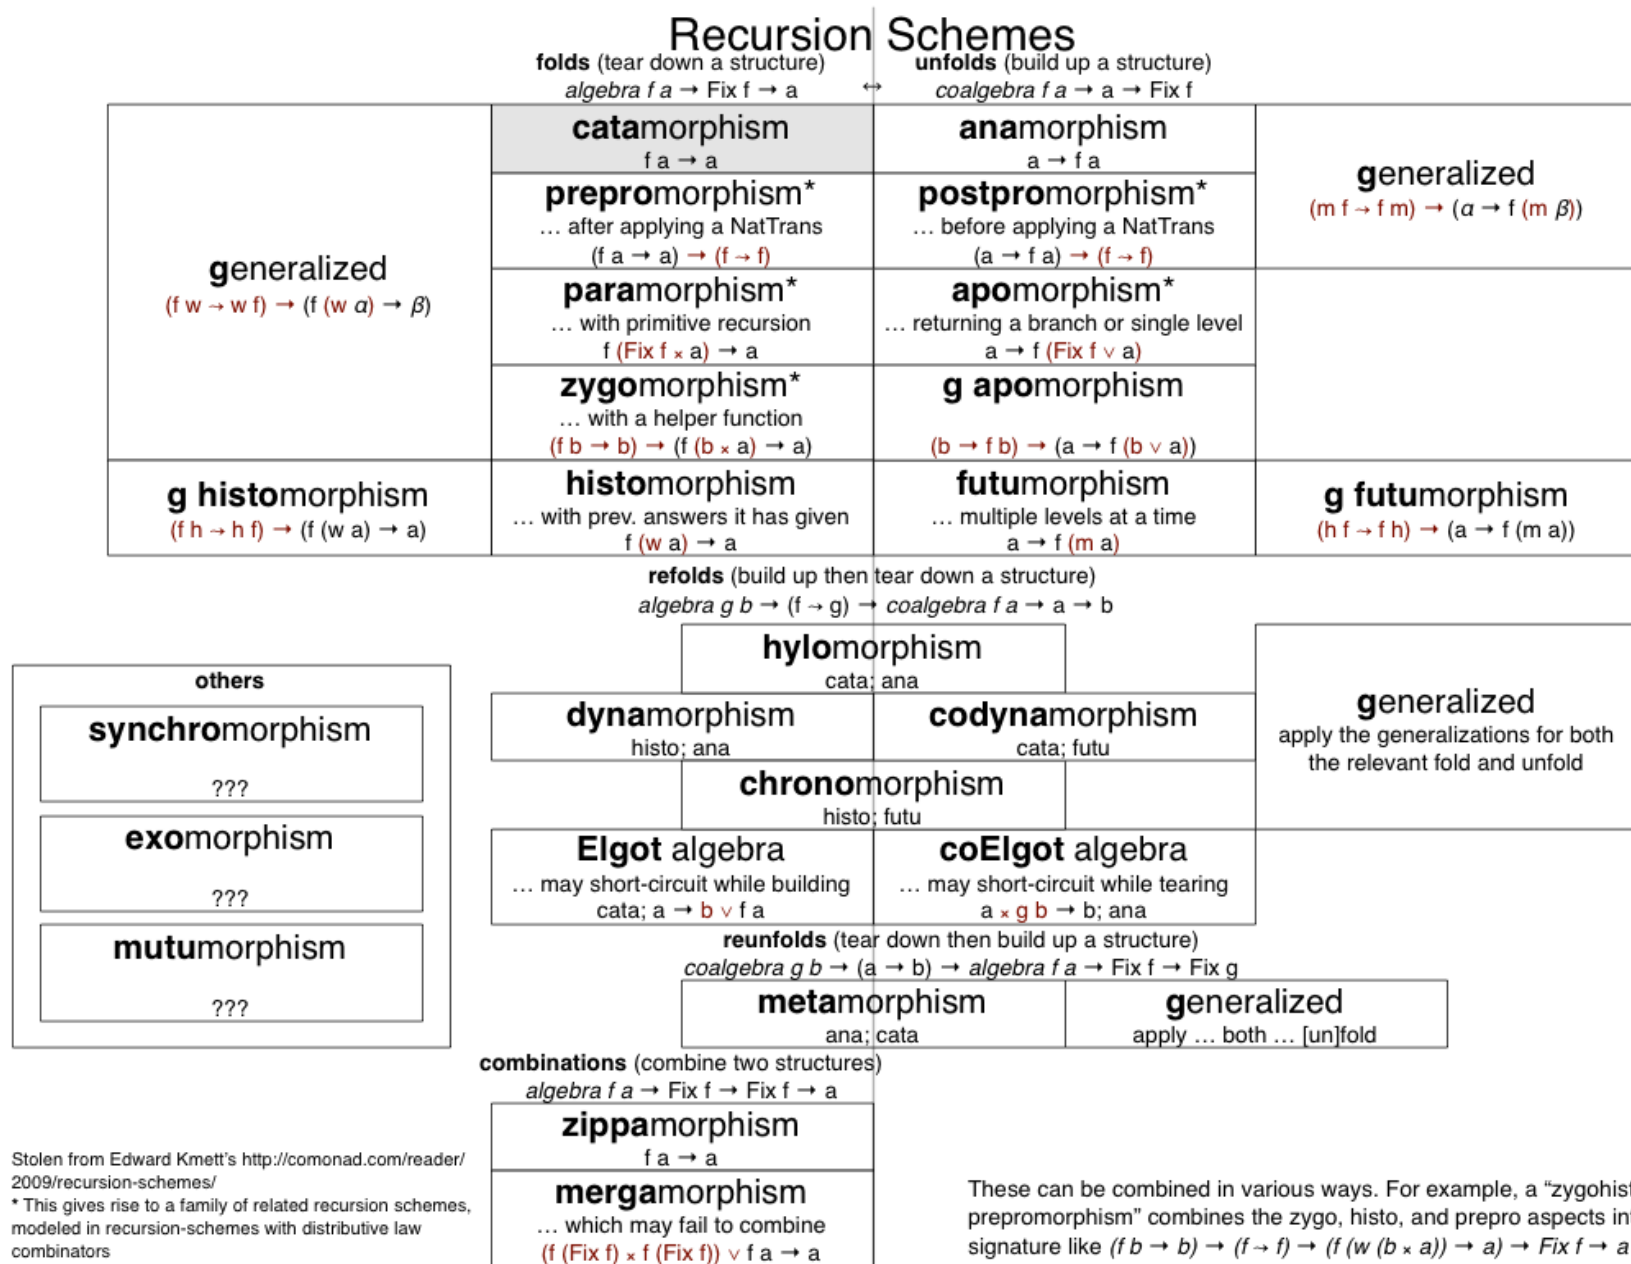 Recursion Schemes
folds (tear down a structure)
algebra f a → Fix f → a
↔
unfolds (build up a structure)
coalgebra f a → a → Fix f
generalized
(f w → w f) → (f (w α) → β)
catamorphism
f a → a
anamorphism
a → f a
generalized
(m f → f m) → (α → f (m β))
prepromorphism*
… after applying a NatTrans
(f a → a) → (f → f)
postpromorphism*
… before applying a NatTrans
(a → f a) → (f → f)
paramorphism*
… with primitive recursion
f (Fix f × a) → a
apomorphism*
… returning a branch or single level
a → f (Fix f ∨ a)
zygomorphism*
… with a helper function
(f b → b) → (f (b × a) → a)
g apomorphism
(b → f b) → (a → f (b ∨ a))
g histomorphism
(f h → h f) → (f (w a) → a)
histomorphism
… with prev. answers it has given
f (w a) → a
futumorphism
… multiple levels at a time
a → f (m a)
g futumorphism
(h f → f h) → (a → f (m a))
refolds (build up then tear down a structure)
algebra g b → (f → g) → coalgebra f a → a → b
hylomorphism
cata; ana
dynamorphism
histo; ana
codynamorphism
cata; futu
chronomorphism
histo; futu
generalized
apply the generalizations for both
the relevant fold and unfold
Elgot algebra
… may short-circuit while building
cata; a → b ∨ f a
coElgot algebra
… may short-circuit while tearing
a × g b → b; ana
others
synchromorphism
???
exomorphism
???
mutumorphism
???
reunfolds (tear down then build up a structure)
coalgebra g b → (a → b) → algebra f a → Fix f → Fix g
metamorphism
ana; cata
generalized
apply … both … [un]fold
combinations (combine two structures)
algebra f a → Fix f → Fix f → a
zippamorphism
f a → a
mergamorphism
… which may fail to combine
(f (Fix f) × f (Fix f)) ∨ f a → a
Stolen from Edward Kmett’s http://comonad.com/reader/
2009/recursion-schemes/
* This gives rise to a family of related recursion schemes,
modeled in recursion-schemes with distributive law
combinators
These can be combined in various ways. For example, a “zygohist
prepromorphism” combines the zygo, histo, and prepro aspects in
signature like (f b → b) → (f → f) → (f (w (b × a)) → a) → Fix f → a